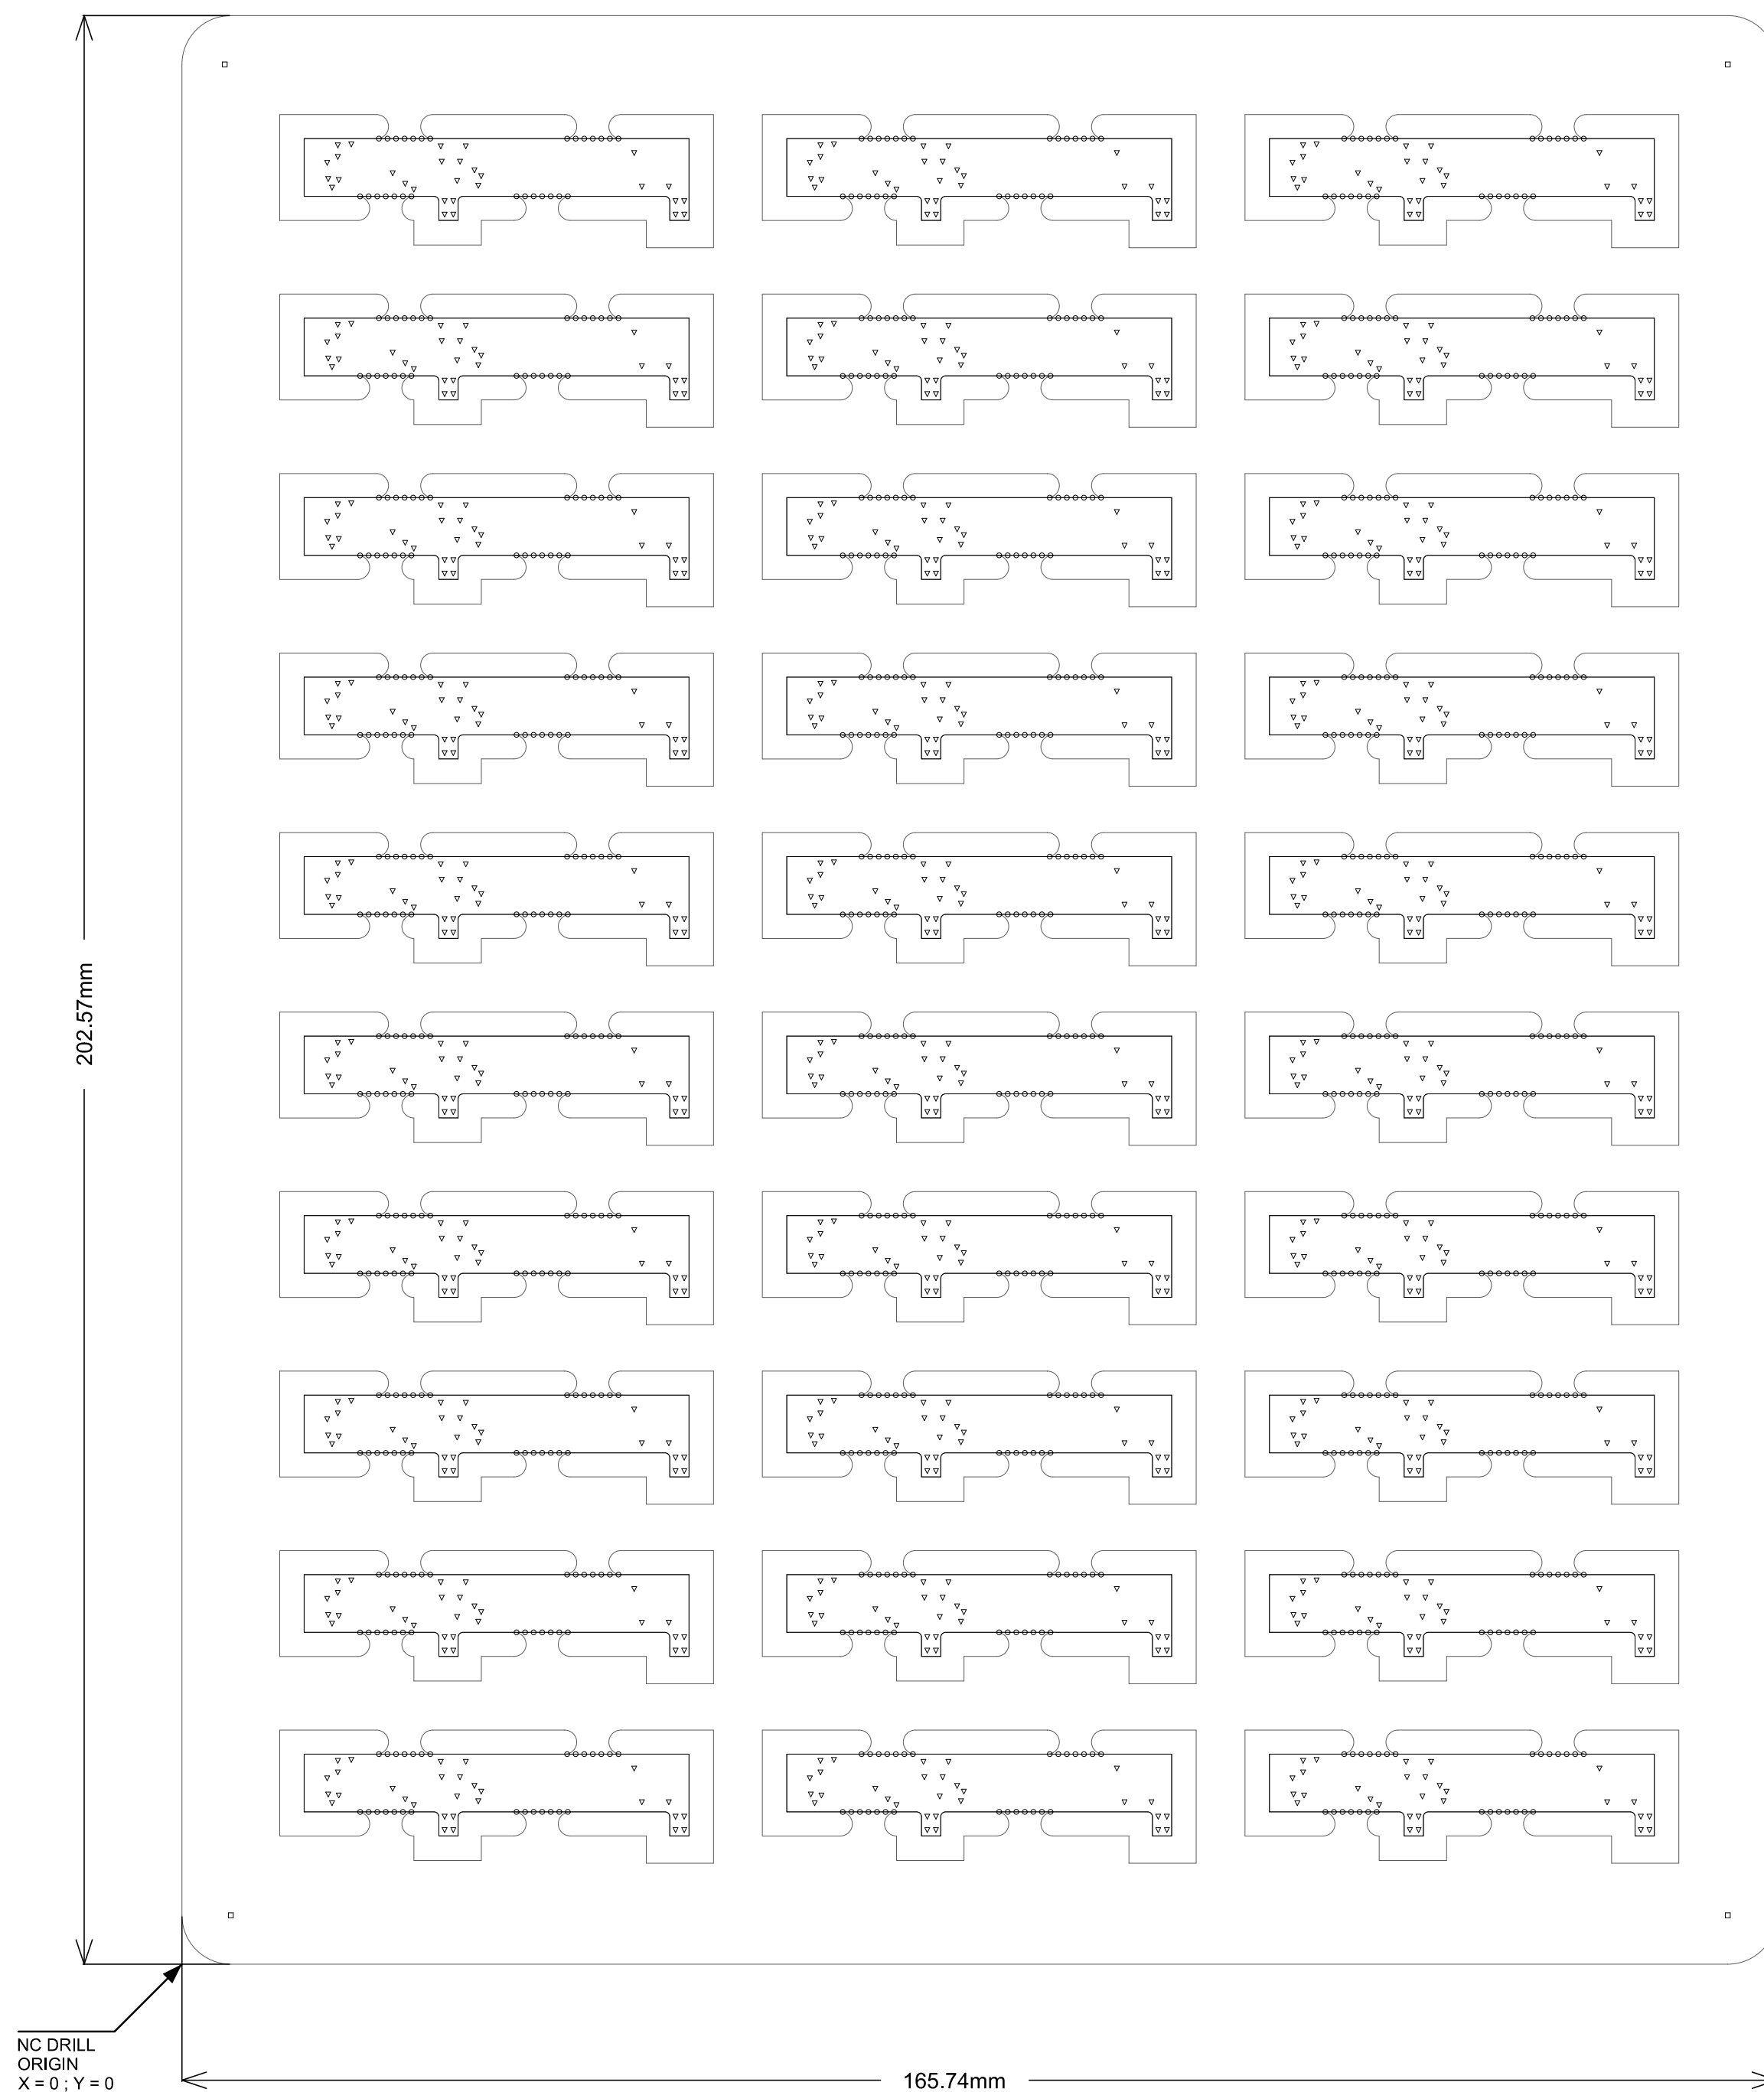 202.57mm
NC DRILL
ORIGIN
X = 0 ; Y = 0
165.74mm